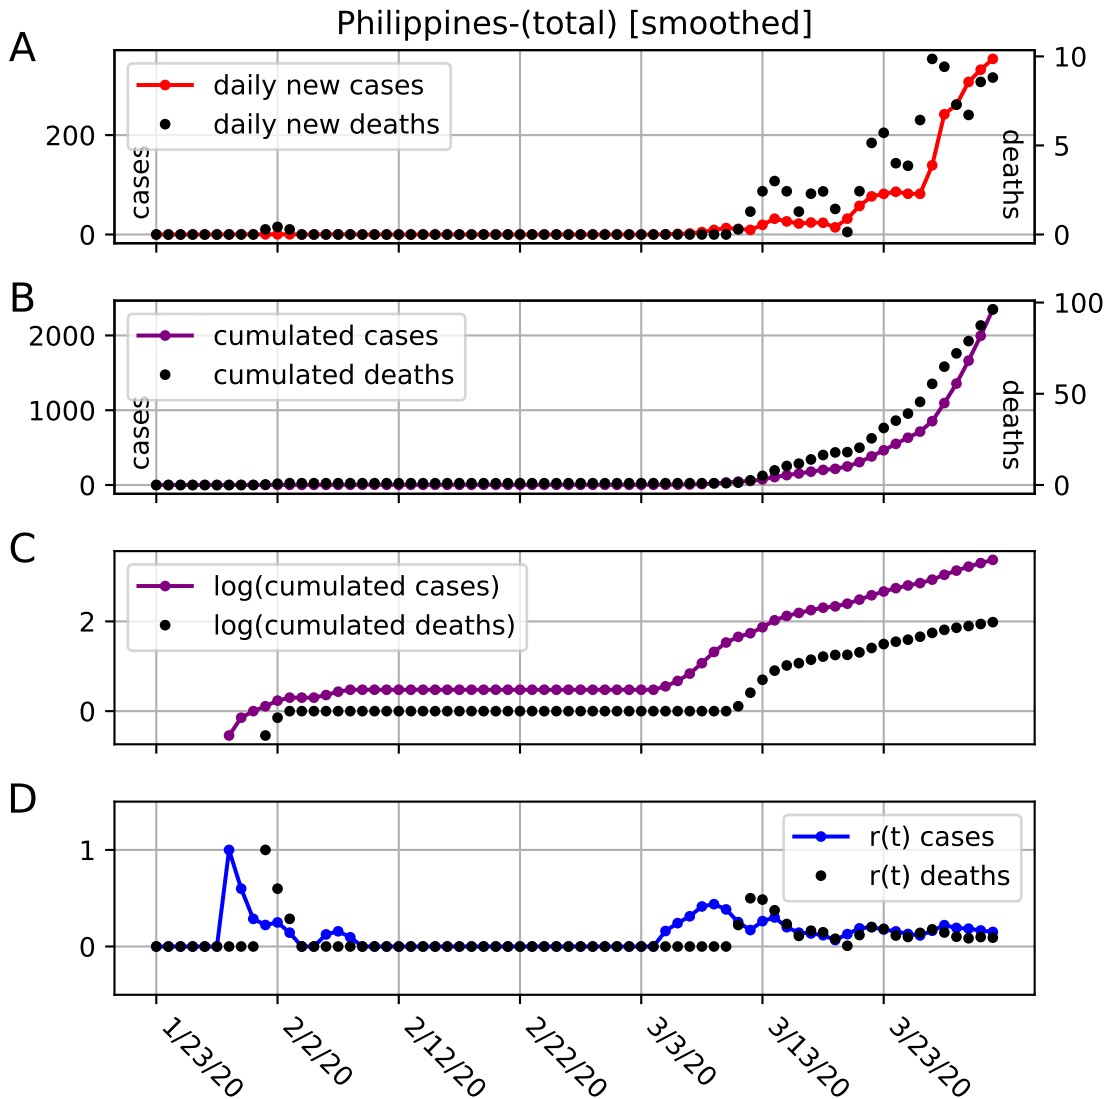 Philippines-(total) [smoothed]
A
daily new cases
daily new deaths
200
0
cases
10
5
0
deaths
B
cumulated cases
cumulated deaths
2000
1000
0
cases
100
50
0
deaths
C
log(cumulated cases)
log(cumulated deaths)
2
0
D
r(t) cases
r(t) deaths
1
0
1/23/20
2/2/20
2/12/20
2/22/20
3/3/20
3/13/20
3/23/20